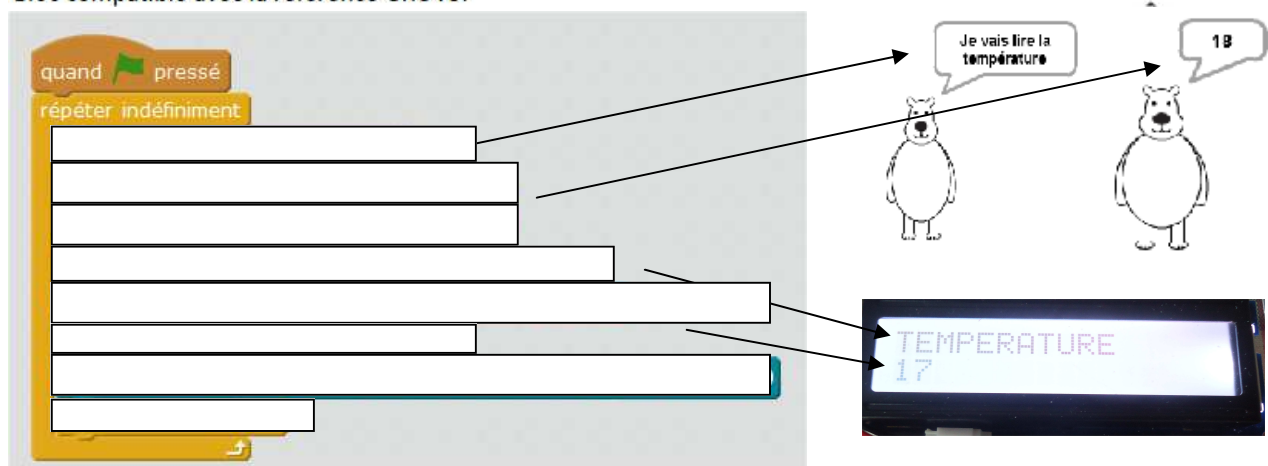 quand pressé
répéter indéfiniment
Je vais lire la
température
18
TEMPERATURE
17